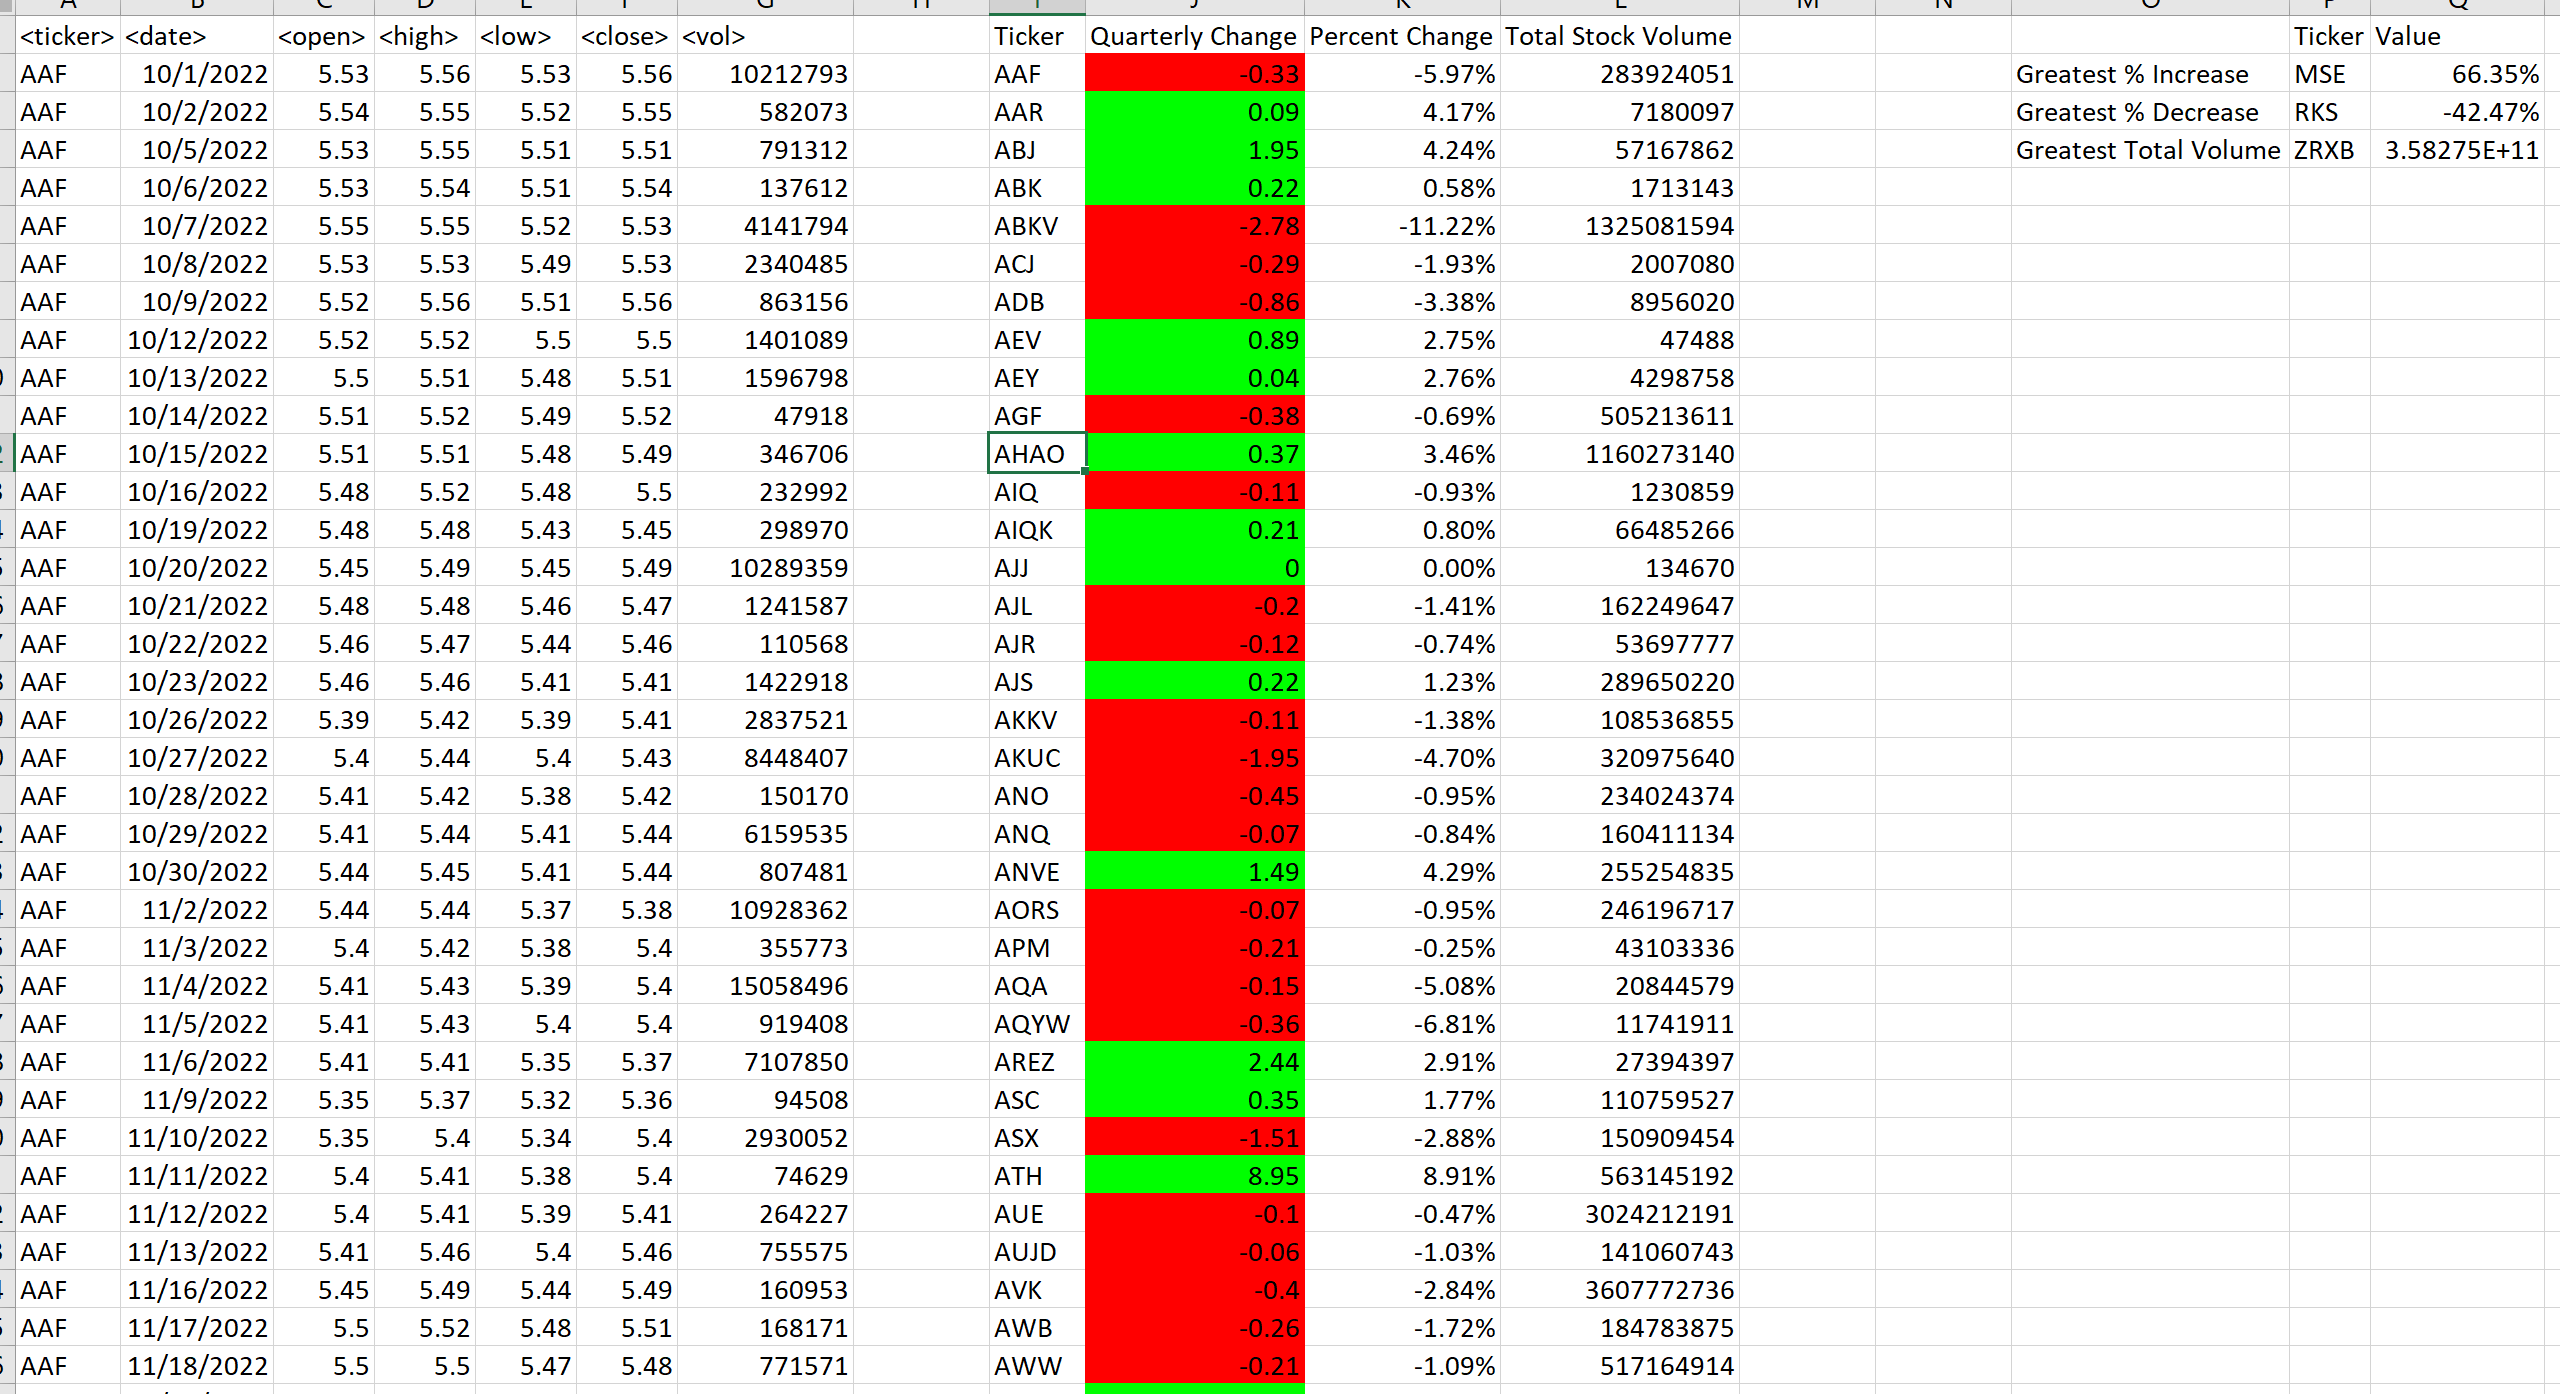 <ticker> <date> <open> <high> <low> <close> <vol> Ticker Quarterly Change Percent Change Total Stock Volume Ticker Value
AAF 10/1/2022 5.53 5.56 5.53 5.56 10212793 AAF -0.33 -5.97% 283924051 Greatest % Increase MSE 66.35%
AAF 10/2/2022 5.54 5.55 5.52 5.55 582073 AAR 0.09 4.17% 7180097 Greatest % Decrease RKS -42.47%
AAF 10/5/2022 5.53 5.55 5.51 5.51 791312 ABJ 1.95 4.24% 57167862 Greatest Total Volume ZRXB 3.58275E+11
AAF 10/6/2022 5.53 5.54 5.51 5.54 137612 ABK 0.22 0.58% 1713143
AAF 10/7/2022 5.55 5.55 5.52 5.53 4141794 ABKV -2.78 -11.22% 1325081594
AAF 10/8/2022 5.53 5.53 5.49 5.53 2340485 ACJ -0.29 -1.93% 2007080
AAF 10/9/2022 5.52 5.56 5.51 5.56 863156 ADB -0.86 -3.38% 8956020
AAF 10/12/2022 5.52 5.52 5.5 5.5 1401089 AEV 0.89 2.75% 47488
AAF 10/13/2022 5.5 5.51 5.48 5.51 1596798 AEY 0.04 2.76% 4298758
AAF 10/14/2022 5.51 5.52 5.49 5.52 47918 AGF -0.38 -0.69% 505213611
AAF 10/15/2022 5.51 5.51 5.48 5.49 346706 AHAO 0.37 3.46% 1160273140
AAF 10/16/2022 5.48 5.52 5.48 5.5 232992 AIQ -0.11 -0.93% 1230859
AAF 10/19/2022 5.48 5.48 5.43 5.45 298970 AIQK 0.21 0.80% 66485266
AAF 10/20/2022 5.45 5.49 5.45 5.49 10289359 AJJ 0 0.00% 134670
AAF 10/21/2022 5.48 5.48 5.46 5.47 1241587 AJL -0.2 -1.41% 162249647
AAF 10/22/2022 5.46 5.47 5.44 5.46 110568 AJR -0.12 -0.74% 53697777
AAF 10/23/2022 5.46 5.46 5.41 5.41 1422918 AJS 0.22 1.23% 289650220
AAF 10/26/2022 5.39 5.42 5.39 5.41 2837521 AKKV -0.11 -1.38% 108536855
AAF 10/27/2022 5.4 5.44 5.4 5.43 8448407 AKUC -1.95 -4.70% 320975640
AAF 10/28/2022 5.41 5.42 5.38 5.42 150170 ANO -0.45 -0.95% 234024374
AAF 10/29/2022 5.41 5.44 5.41 5.44 6159535 ANQ -0.07 -0.84% 160411134
AAF 10/30/2022 5.44 5.45 5.41 5.44 807481 ANVE 1.49 4.29% 255254835
AAF 11/2/2022 5.44 5.44 5.37 5.38 10928362 AORS -0.07 -0.95% 246196717
AAF 11/3/2022 5.4 5.42 5.38 5.4 355773 APM -0.21 -0.25% 43103336
AAF 11/4/2022 5.41 5.43 5.39 5.4 15058496 AQA -0.15 -5.08% 20844579
AAF 11/5/2022 5.41 5.43 5.4 5.4 919408 AQYW -0.36 -6.81% 11741911
AAF 11/6/2022 5.41 5.41 5.35 5.37 7107850 AREZ 2.44 2.91% 27394397
AAF 11/9/2022 5.35 5.37 5.32 5.36 94508 ASC 0.35 1.77% 110759527
AAF 11/10/2022 5.35 5.4 5.34 5.4 2930052 ASX -1.51 -2.88% 150909454
AAF 11/11/2022 5.4 5.41 5.38 5.4 74629 ATH 8.95 8.91% 563145192
AAF 11/12/2022 5.4 5.41 5.39 5.41 264227 AUE -0.1 -0.47% 3024212191
AAF 11/13/2022 5.41 5.46 5.4 5.46 755575 AUJD -0.06 -1.03% 141060743
AAF 11/16/2022 5.45 5.49 5.44 5.49 160953 AVK -0.4 -2.84% 3607772736
AAF 11/17/2022 5.5 5.52 5.48 5.51 168171 AWB -0.26 -1.72% 184783875
AAF 11/18/2022 5.5 5.5 5.47 5.48 771571 AWW -0.21 -1.09% 517164914